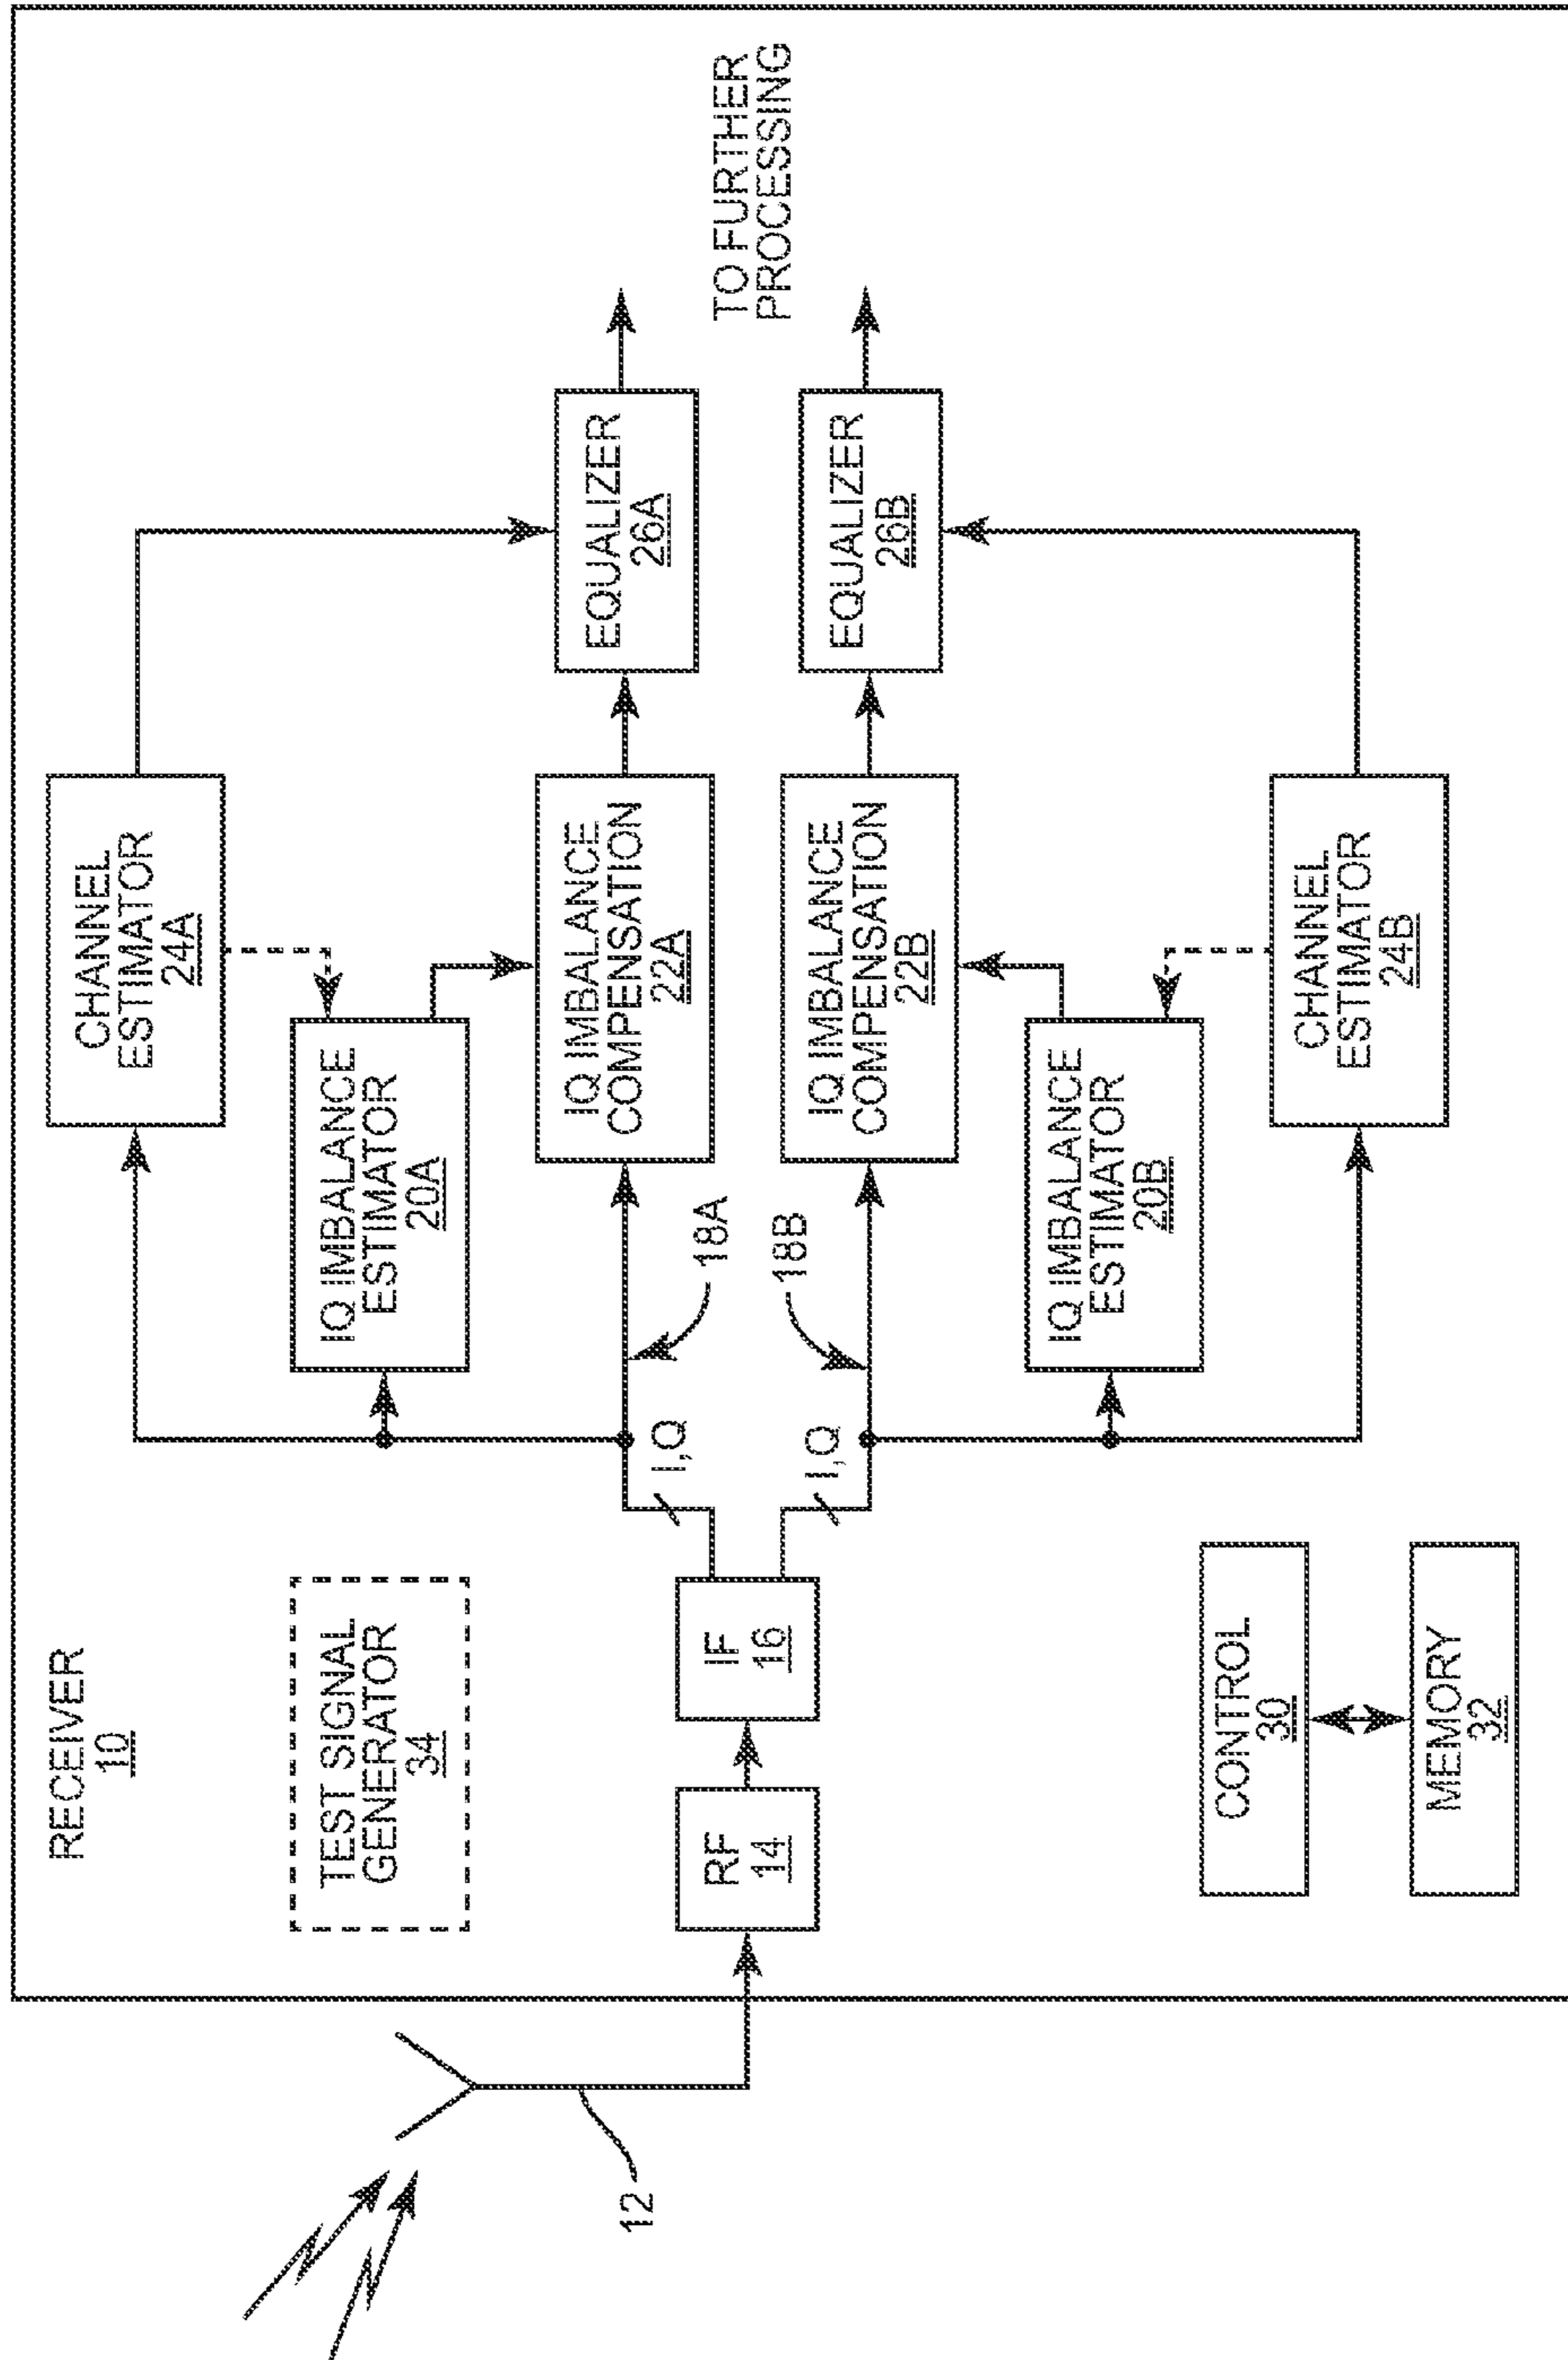 RECEIVER
10
CHANNEL
ESTIMATOR
24A
TEST SIGNAL
GENERATOR
34
IQ IMBALANCE
ESTIMATOR
20A
IQ IMBALANCE
COMPENSATION
22A
EQUALIZER
26A
I,Q
18A
12
RF
14
IF
16
TO FURTHER
PROCESSING
I,Q
18B
IQ IMBALANCE
COMPENSATION
22B
EQUALIZER
26B
IQ IMBALANCE
ESTIMATOR
20B
CONTROL
30
CHANNEL
ESTIMATOR
24B
MEMORY
32